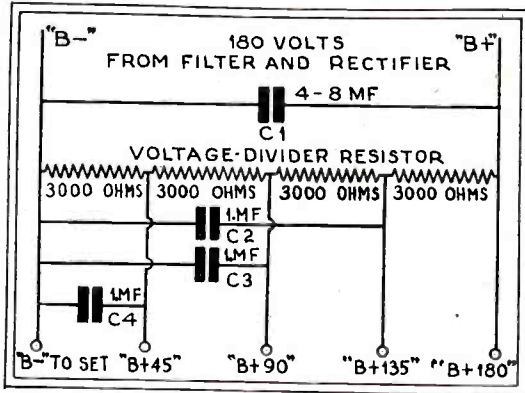 "B-" 180 VOLTS "B+"
FROM FILTER AND RECTIFIER
4-8 MF
C1
VOLTAGE-DIVIDER RESISTOR
3000 OHMS 3000 OHMS 3000 OHMS 3000 OHMS
1.MF
C2
1.MF
C3
1.MF
C4
"B-" TO SET "B+45" "B+90" "B+135" "B+180"